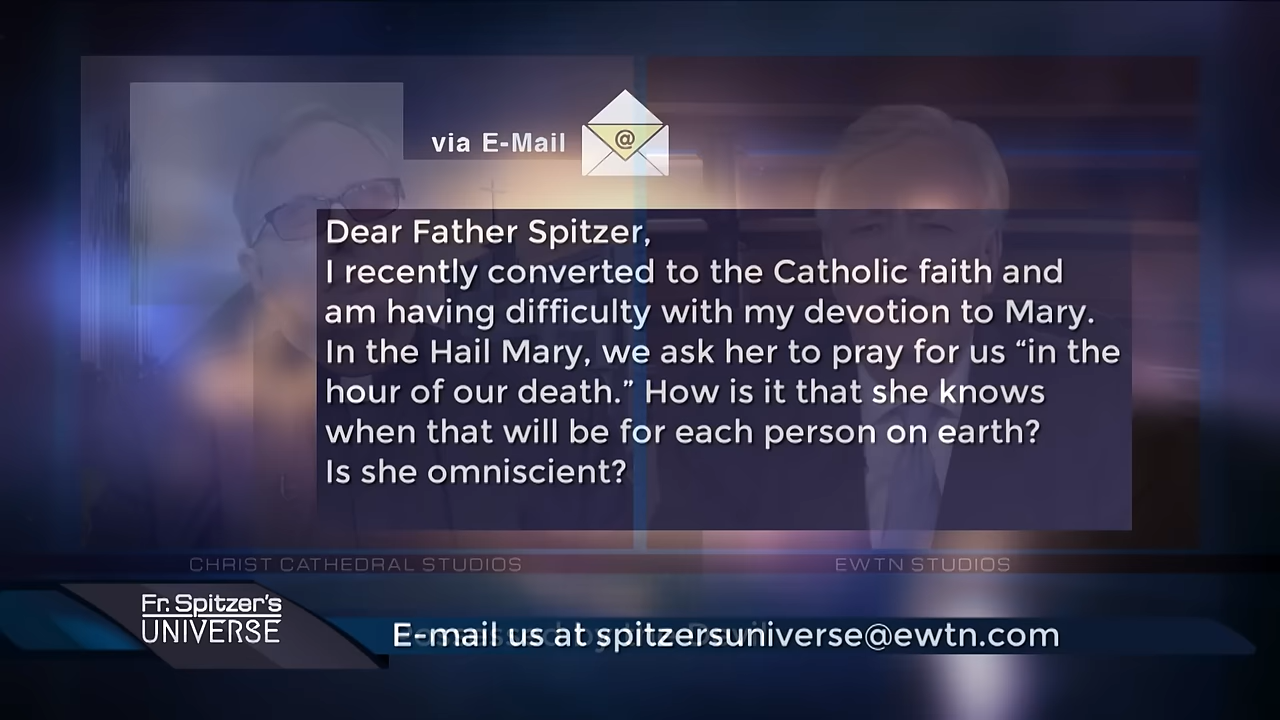 via E-Mail
@
Dear Father Spitzer,
I recently converted to the Catholic faith and
am having difficulty with my devotion to Mary.
In the Hail Mary, we ask her to pray for us “in the
hour of our death.” How is it that she knows
when that will be for each person on earth?
Is she omniscient?
CHRIST CATHEDRAL STUDIOS
EWTN STUDIOS
Fr. Spitzer's
UNIVERSE
E-mail us at spitzersuniverse@ewtn.com